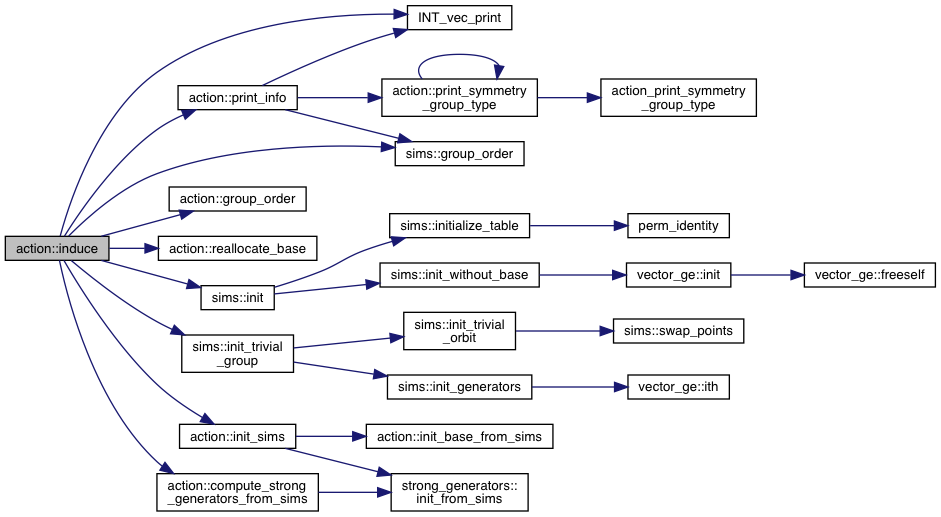 INT_vec_print
action::print_info
action::print_symmetry
_group_type
action_print_symmetry
_group_type
sims::group_order
action::group_order
action::induce
action::reallocate_base
sims::initialize_table
perm_identity
sims::init
sims::init_without_base
vector_ge::init
vector_ge::freeself
sims::init_trivial
_group
sims::init_trivial
_orbit
sims::swap_points
sims::init_generators
vector_ge::ith
action::init_sims
action::init_base_from_sims
action::compute_strong
_generators_from_sims
strong_generators::
init_from_sims